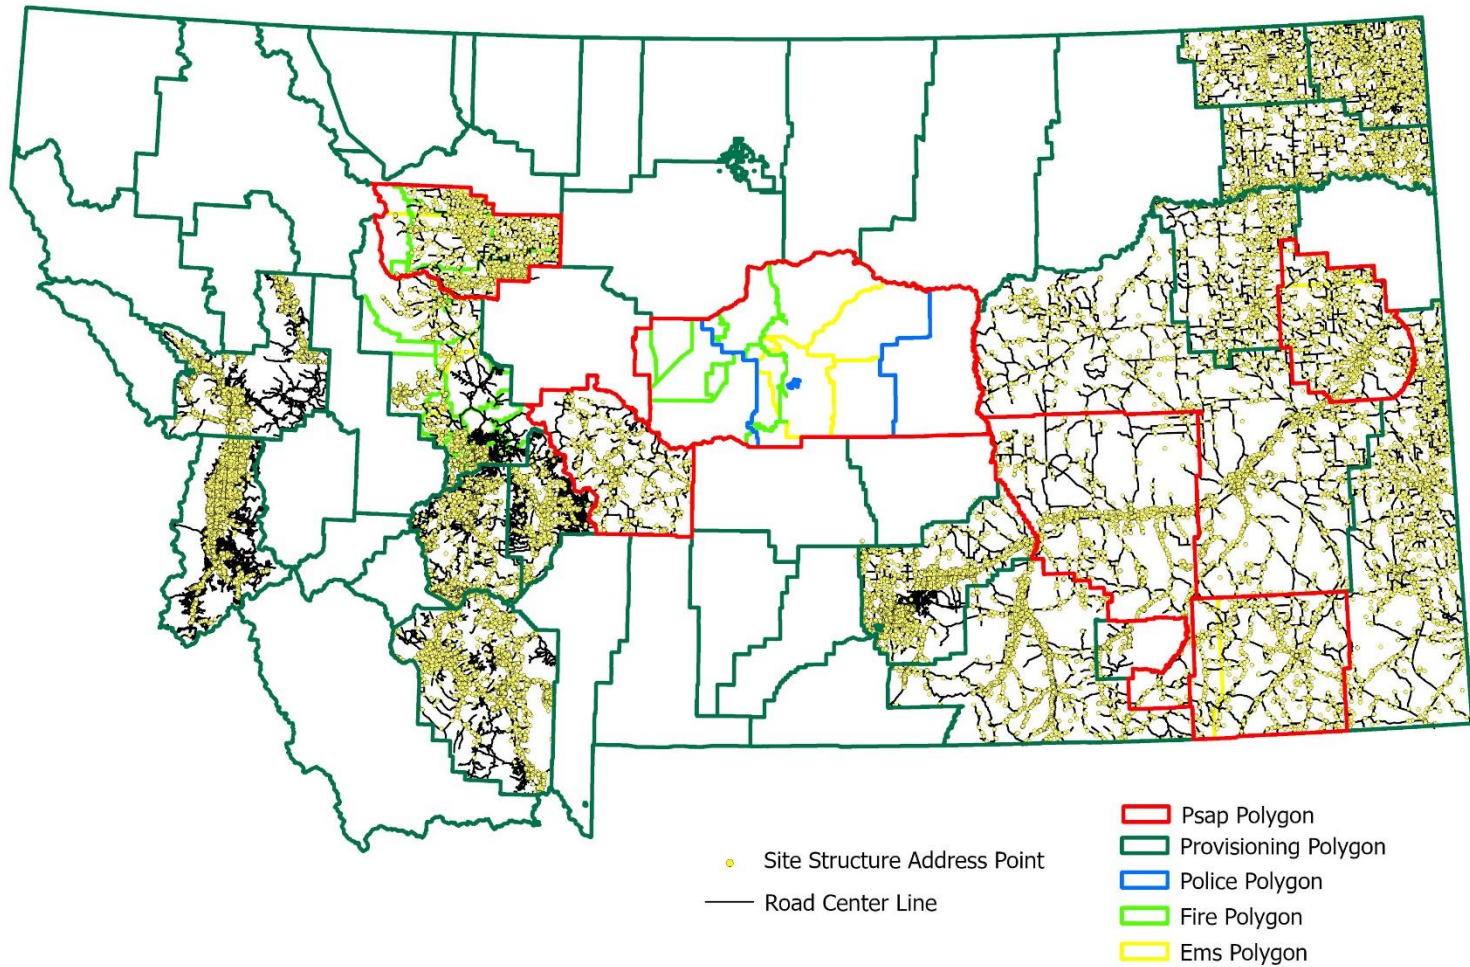 Site Structure Address Point
Road Center Line
Psap Polygon
Provisioning Polygon
Police Polygon
Fire Polygon
Ems Polygon